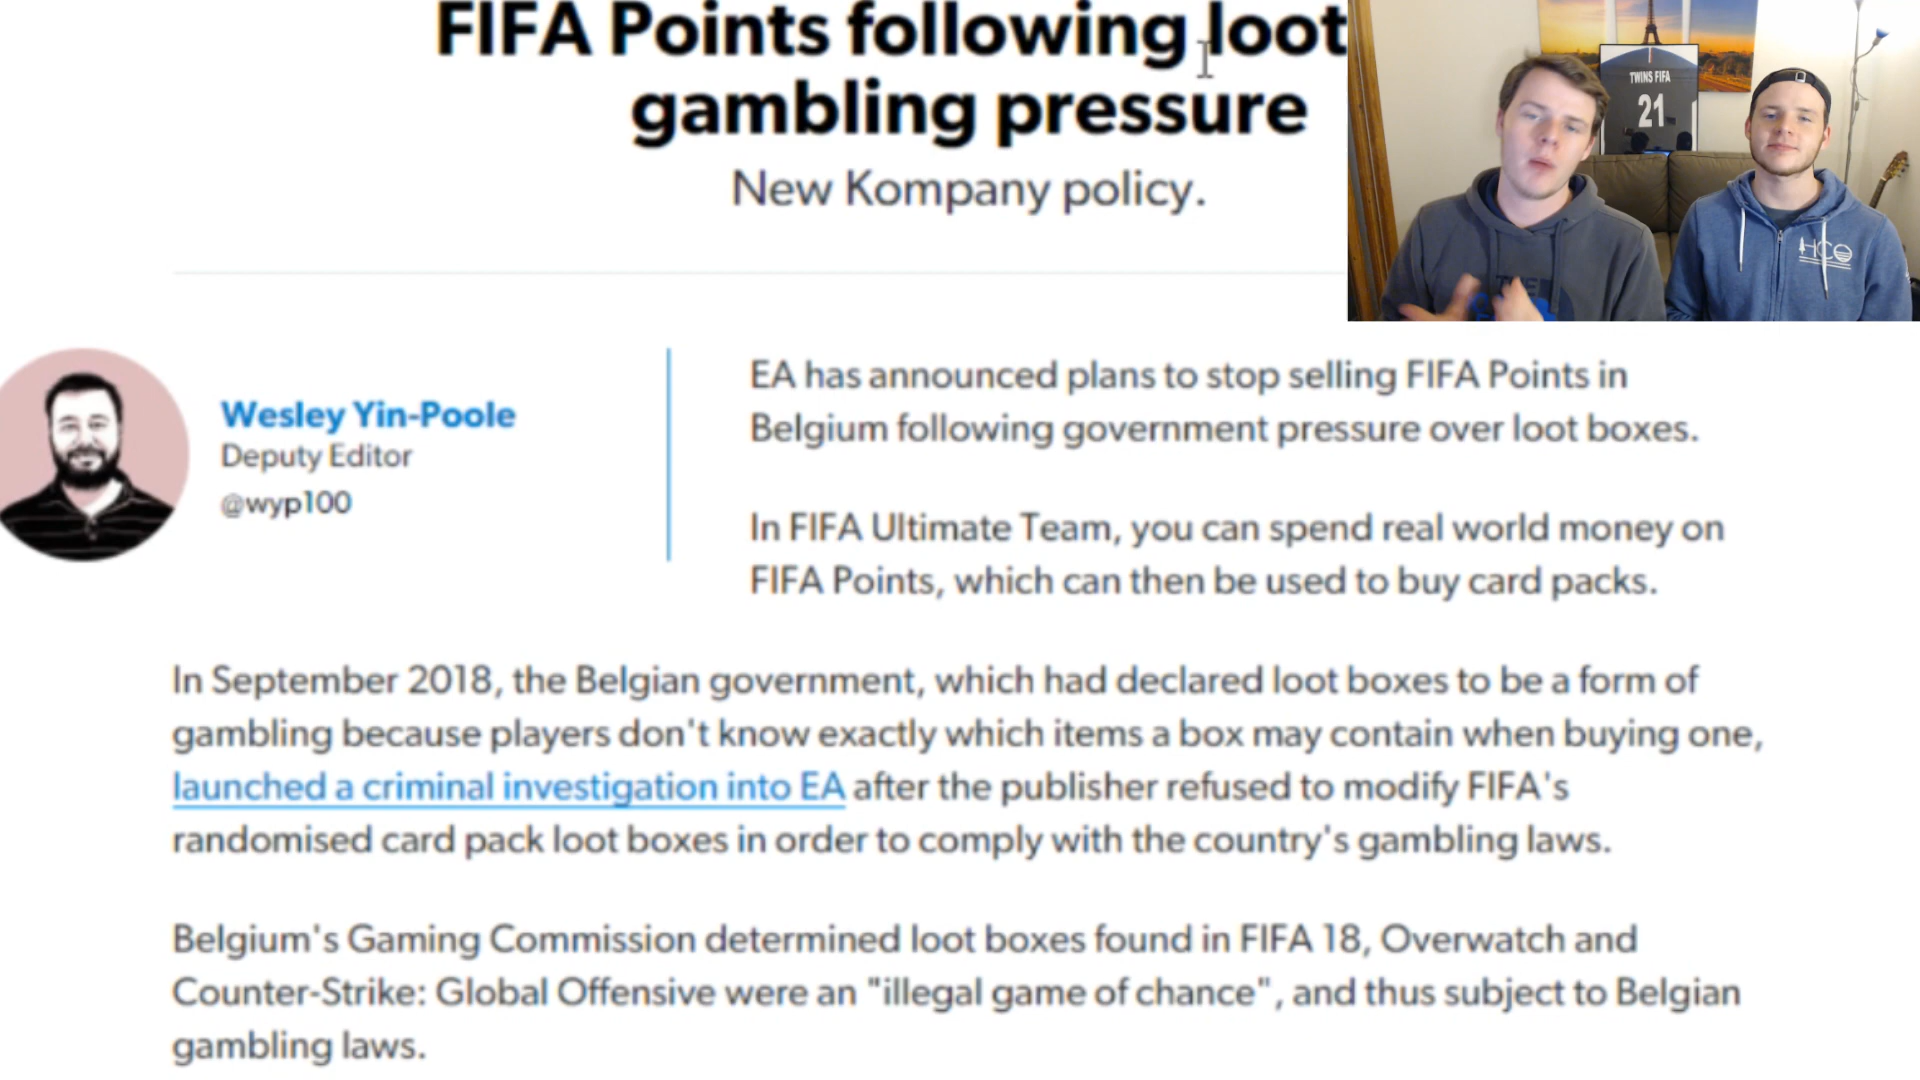 FIFA Points following loot
gambling pressure
New Kompany policy.
TWINS FIFA
21
THE
HCO
Wesley Yin-Poole
Deputy Editor
@wyp100
EA has announced plans to stop selling FIFA Points in
Belgium following government pressure over loot boxes.
In FIFA Ultimate Team, you can spend real world money on
FIFA Points, which can then be used to buy card packs.
In September 2018, the Belgian government, which had declared loot boxes to be a form of
gambling because players don't know exactly which items a box may contain when buying one,
launched a criminal investigation into EA after the publisher refused to modify FIFA's
randomised card pack loot boxes in order to comply with the country's gambling laws.
Belgium's Gaming Commission determined loot boxes found in FIFA 18, Overwatch and
Counter-Strike: Global Offensive were an "illegal game of chance", and thus subject to Belgian
gambling laws.